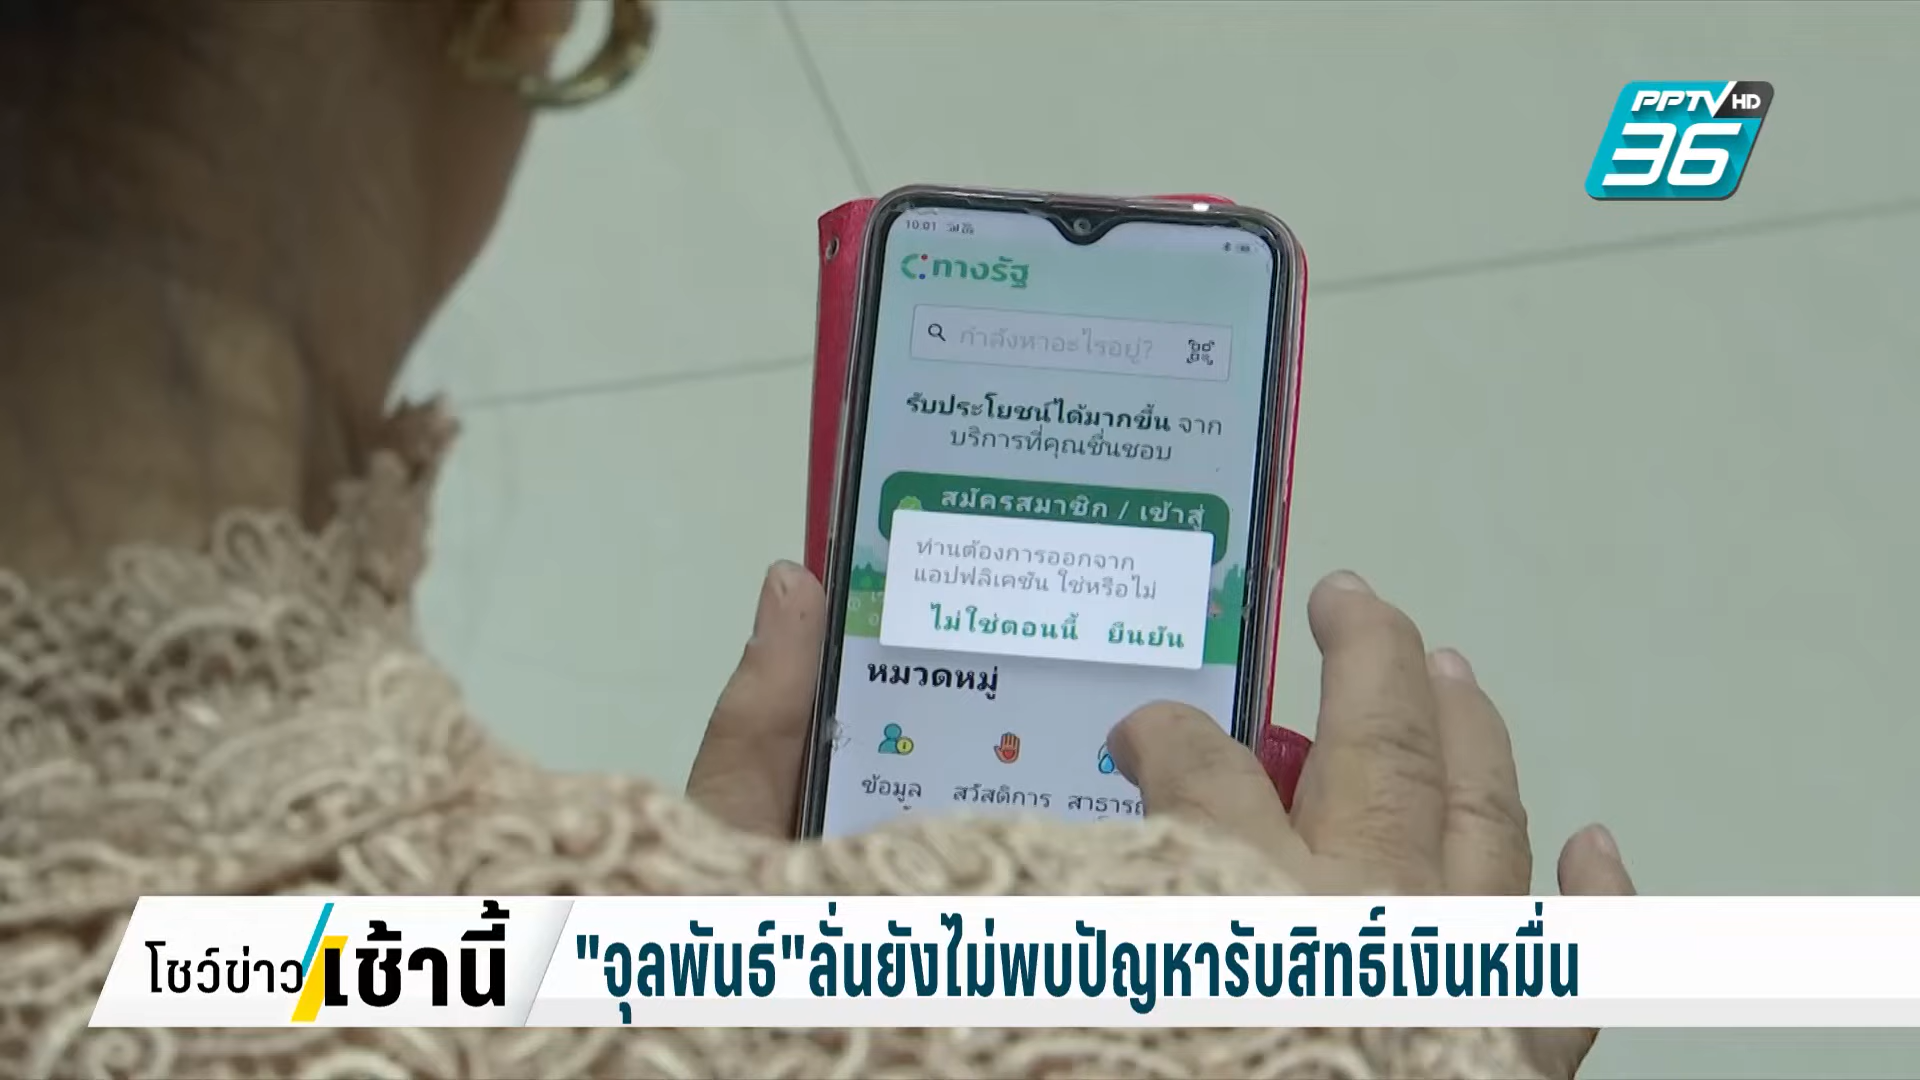 PPTV HD
36
10:01
ทางรัฐ
กำลังหาอะไรอยู่?
รับประโยชน์ได้มากขึ้น จาก
บริการที่คุณชื่นชอบ
สมัครสมาชิก / เข้าสู่
ท่านต้องการออกจาก
แอปฟลิเคชัน ใช่หรือไม่
ไม่ใช่ตอนนี้ ยืนยัน
หมวดหมู่
ข้อมูล สวัสดิการ สาธารณ
โชว์ข่าว เช้านี้
"จุลพันธ์"ลั่นยังไม่พบปัญหารับสิทธิ์เงินหมื่น